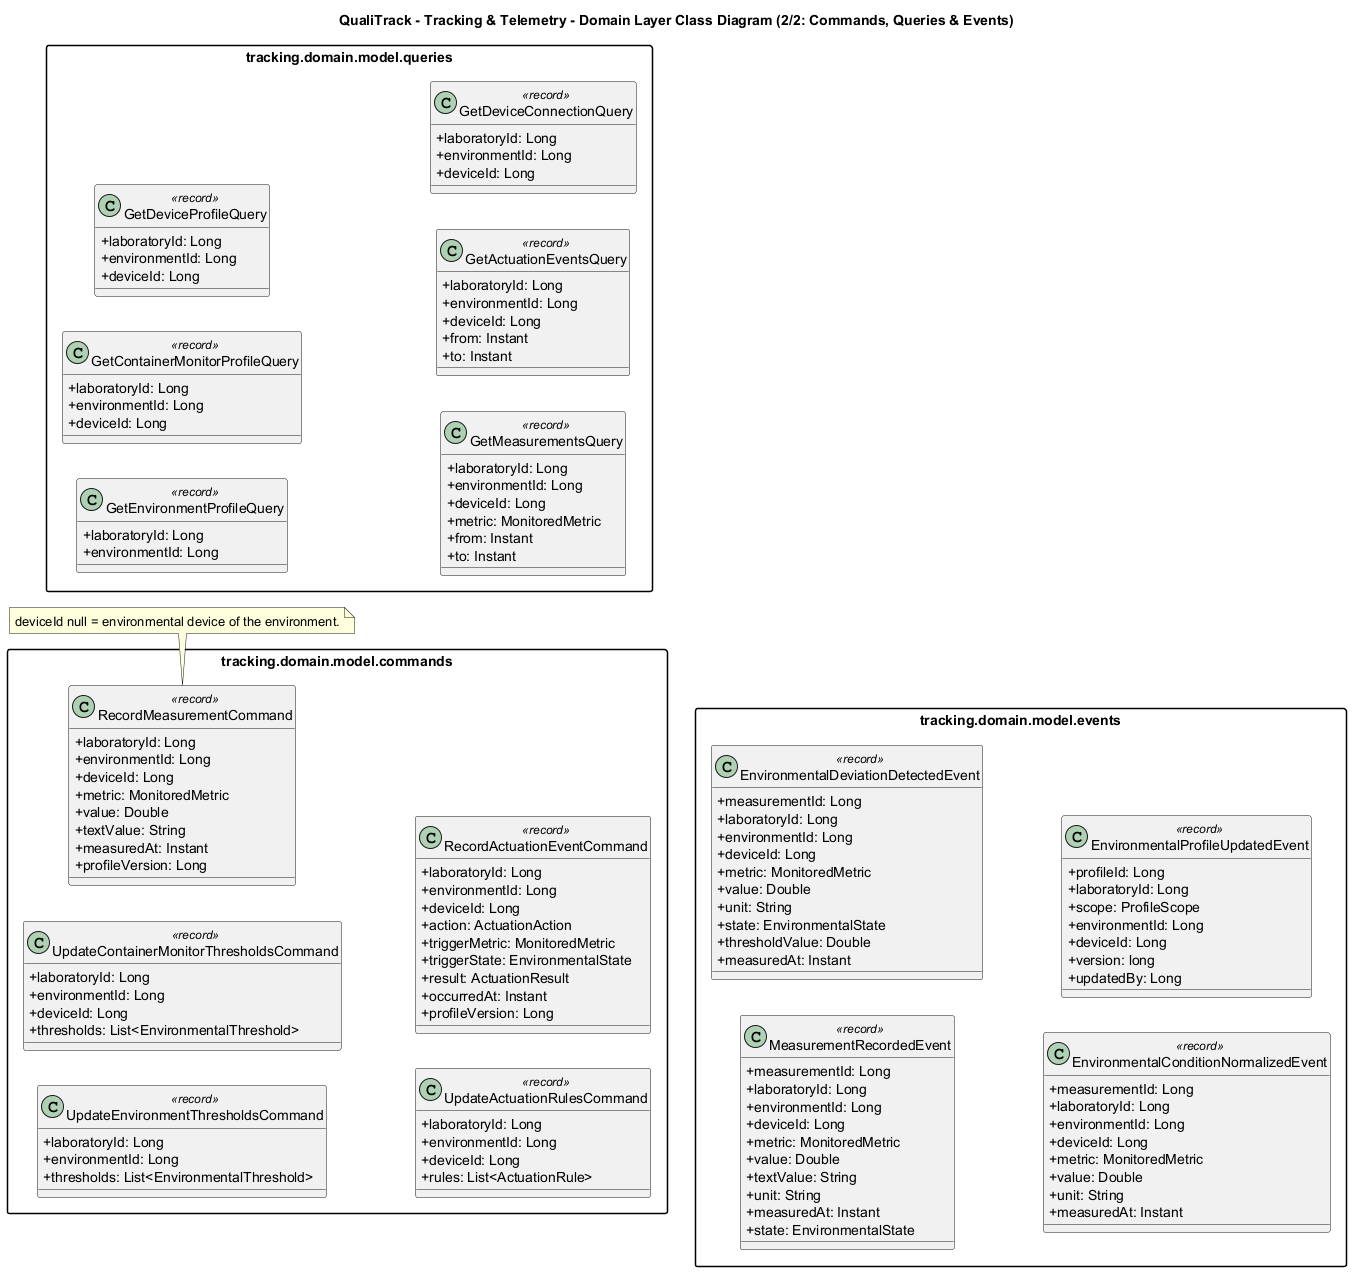 QualiTrack - Tracking & Telemetry - Domain Layer Class Diagram (2/2: Commands, Queries & Events)
tracking.domain.model.queries
C
«record»
GetDeviceConnectionQuery
+laboratoryId: Long
+environmentId: Long
+deviceId: Long
C
«record»
GetDeviceProfileQuery
+laboratoryId: Long
+environmentId: Long
+deviceId: Long
C
«record»
GetActuationEventsQuery
+laboratoryId: Long
+environmentId: Long
+deviceId: Long
+from: Instant
+to: Instant
C
«record»
GetContainerMonitorProfileQuery
+laboratoryId: Long
+environmentId: Long
+deviceId: Long
C
«record»
GetMeasurementsQuery
+laboratoryId: Long
+environmentId: Long
+deviceId: Long
+metric: MonitoredMetric
+from: Instant
+to: Instant
C
«record»
GetEnvironmentProfileQuery
+laboratoryId: Long
+environmentId: Long
deviceId null = environmental device of the environment.
tracking.domain.model.commands
C
«record»
RecordMeasurementCommand
+laboratoryId: Long
+environmentId: Long
+deviceId: Long
+metric: MonitoredMetric
+value: Double
+textValue: String
+measuredAt: Instant
+profileVersion: Long
C
«record»
RecordActuationEventCommand
+laboratoryId: Long
+environmentId: Long
+deviceId: Long
+action: ActuationAction
+triggerMetric: MonitoredMetric
+triggerState: EnvironmentalState
+result: ActuationResult
+occurredAt: Instant
+profileVersion: Long
C
«record»
UpdateContainerMonitorThresholdsCommand
+laboratoryId: Long
+environmentId: Long
+deviceId: Long
+thresholds: List<EnvironmentalThreshold>
C
«record»
UpdateEnvironmentThresholdsCommand
+laboratoryId: Long
+environmentId: Long
+thresholds: List<EnvironmentalThreshold>
C
«record»
UpdateActuationRulesCommand
+laboratoryId: Long
+environmentId: Long
+deviceId: Long
+rules: List<ActuationRule>
tracking.domain.model.events
C
«record»
EnvironmentalDeviationDetectedEvent
+measurementId: Long
+laboratoryId: Long
+environmentId: Long
+deviceId: Long
+metric: MonitoredMetric
+value: Double
+unit: String
+state: EnvironmentalState
+thresholdValue: Double
+measuredAt: Instant
C
«record»
EnvironmentalProfileUpdatedEvent
+profileId: Long
+laboratoryId: Long
+scope: ProfileScope
+environmentId: Long
+deviceId: Long
+version: long
+updatedBy: Long
C
«record»
MeasurementRecordedEvent
+measurementId: Long
+laboratoryId: Long
+environmentId: Long
+deviceId: Long
+metric: MonitoredMetric
+value: Double
+textValue: String
+unit: String
+measuredAt: Instant
+state: EnvironmentalState
C
«record»
EnvironmentalConditionNormalizedEvent
+measurementId: Long
+laboratoryId: Long
+environmentId: Long
+deviceId: Long
+metric: MonitoredMetric
+value: Double
+unit: String
+measuredAt: Instant